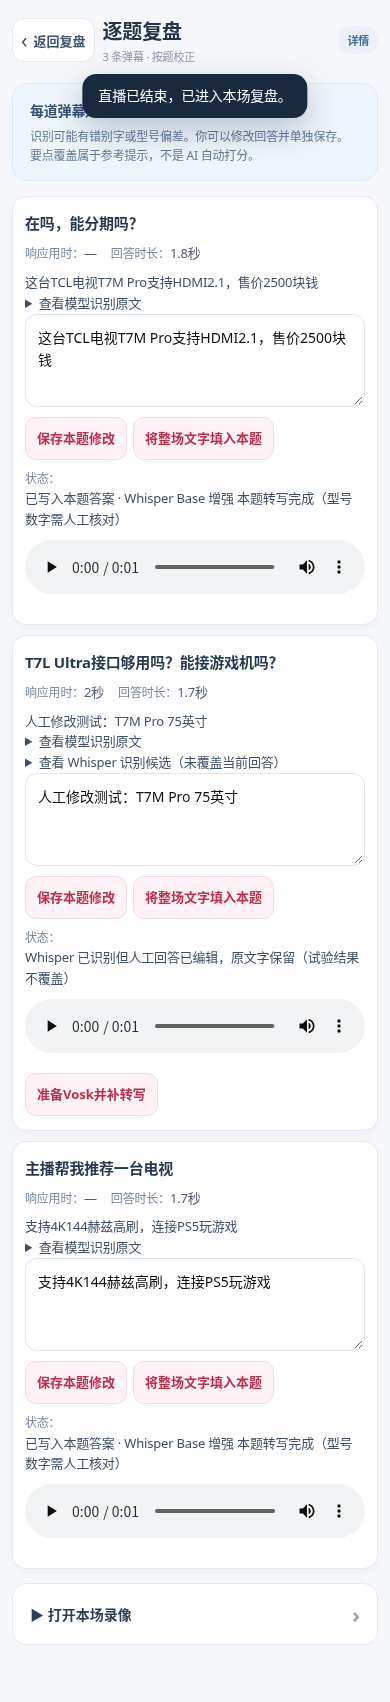 ‹ 返回复盘
逐题复盘
3 条弹幕 · 按题校正
详情
直播已结束，已进入本场复盘。
每道弹幕
识别可能有错别字或型号偏差。你可以修改回答并单独保存。
要点覆盖属于参考提示，不是 AI 自动打分。
在吗，能分期吗？
响应用时：— 回答时长：1.8秒
这台TCL电视T7M Pro支持HDMI2.1，售价2500块钱
▶ 查看模型识别原文
这台TCL电视T7M Pro支持HDMI2.1，售价2500块
钱
保存本题修改 将整场文字填入本题
状态：
已写入本题答案 · Whisper Base 增强 本题转写完成（型号
数字需人工核对）
0:00 / 0:01
T7L Ultra接口够用吗？能接游戏机吗？
响应用时：2秒 回答时长：1.7秒
人工修改测试：T7M Pro 75英寸
▶ 查看模型识别原文
▶ 查看 Whisper 识别候选（未覆盖当前回答）
人工修改测试：T7M Pro 75英寸
保存本题修改 将整场文字填入本题
状态：
Whisper 已识别但人工回答已编辑，原文字保留（试验结果
不覆盖）
0:00 / 0:01
准备Vosk并补转写
主播帮我推荐一台电视
响应用时：— 回答时长：1.7秒
支持4K144赫兹高刷，连接PS5玩游戏
▶ 查看模型识别原文
支持4K144赫兹高刷，连接PS5玩游戏
保存本题修改 将整场文字填入本题
状态：
已写入本题答案 · Whisper Base 增强 本题转写完成（型号
数字需人工核对）
0:00 / 0:01
▶ 打开本场录像 ›